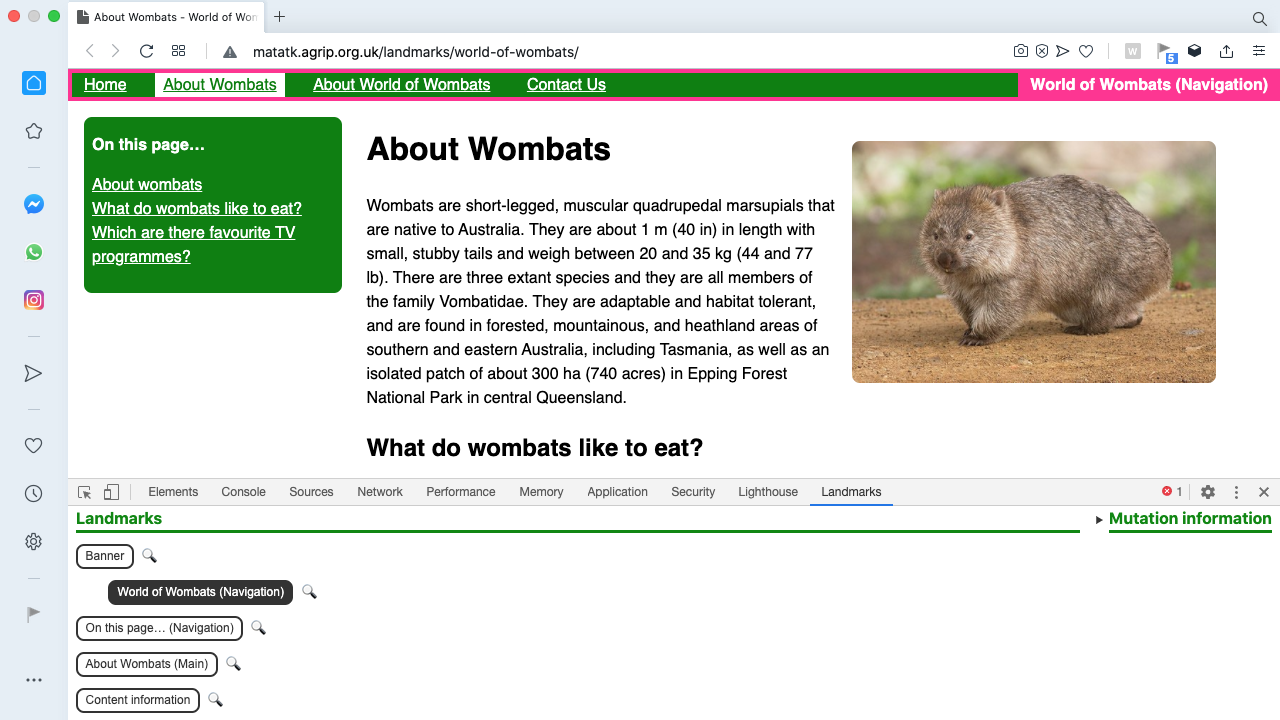 About Wombats - World of Wom
matatk.agrip.org.uk/landmarks/world-of-wombats/
W
5
Home About Wombats About World of Wombats Contact Us World of Wombats (Navigation)
On this page…
About wombats
What do wombats like to eat?
Which are there favourite TV
programmes?
About Wombats
Wombats are short-legged, muscular quadrupedal marsupials that
are native to Australia. They are about 1 m (40 in) in length with
small, stubby tails and weigh between 20 and 35 kg (44 and 77
lb). There are three extant species and they are all members of
the family Vombatidae. They are adaptable and habitat tolerant,
and are found in forested, mountainous, and heathland areas of
southern and eastern Australia, including Tasmania, as well as an
isolated patch of about 300 ha (740 acres) in Epping Forest
National Park in central Queensland.
What do wombats like to eat?
Elements Console Sources Network Performance Memory Application Security Lighthouse Landmarks 1
Landmarks Mutation information
Banner
World of Wombats (Navigation)
On this page… (Navigation)
About Wombats (Main)
Content information